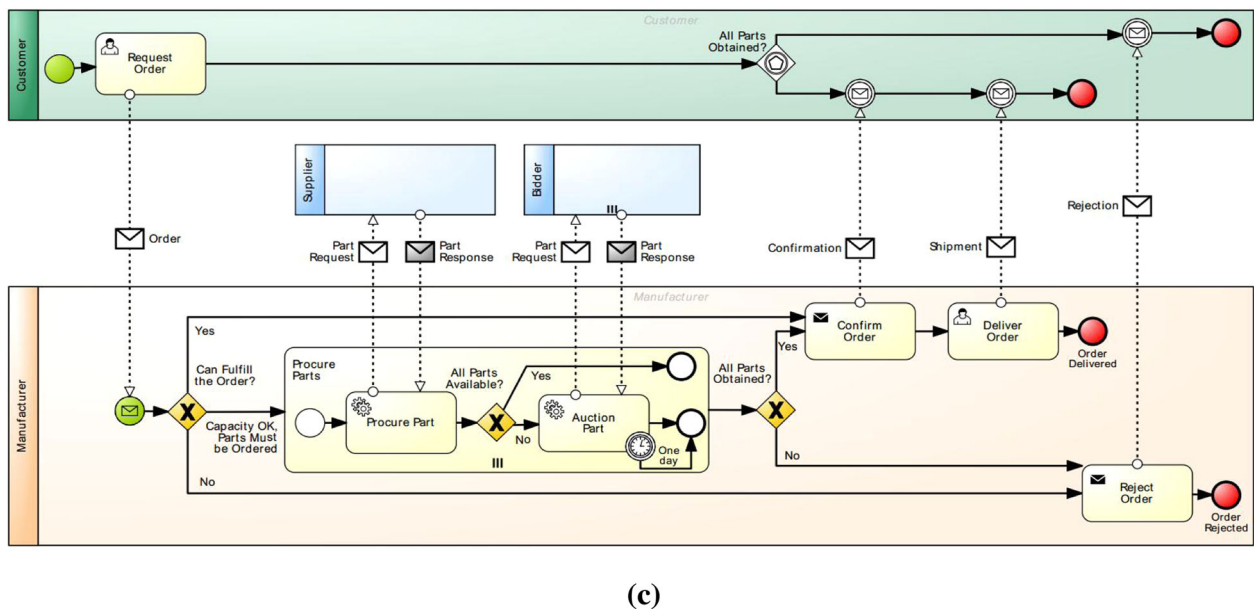 Customer
Customer
Request
Order
All Parts
Obtained?
Supplier
Bidder
Order
Part
Request
Part
Response
Part
Request
Part
Response
Confirmation
Shipment
Rejection
Manufacturer
Manufacturer
Yes
Can Fulfill
the Order?
Capacity OK,
Parts Must
be Ordered
No
Procure
Parts
Procure Part
All Parts
Available?
Yes
No
Auction
Part
One
day
All Parts
Obtained?
Yes
No
Confirm
Order
Deliver
Order
Order
Delivered
Reject
Order
Order
Rejected
(c)